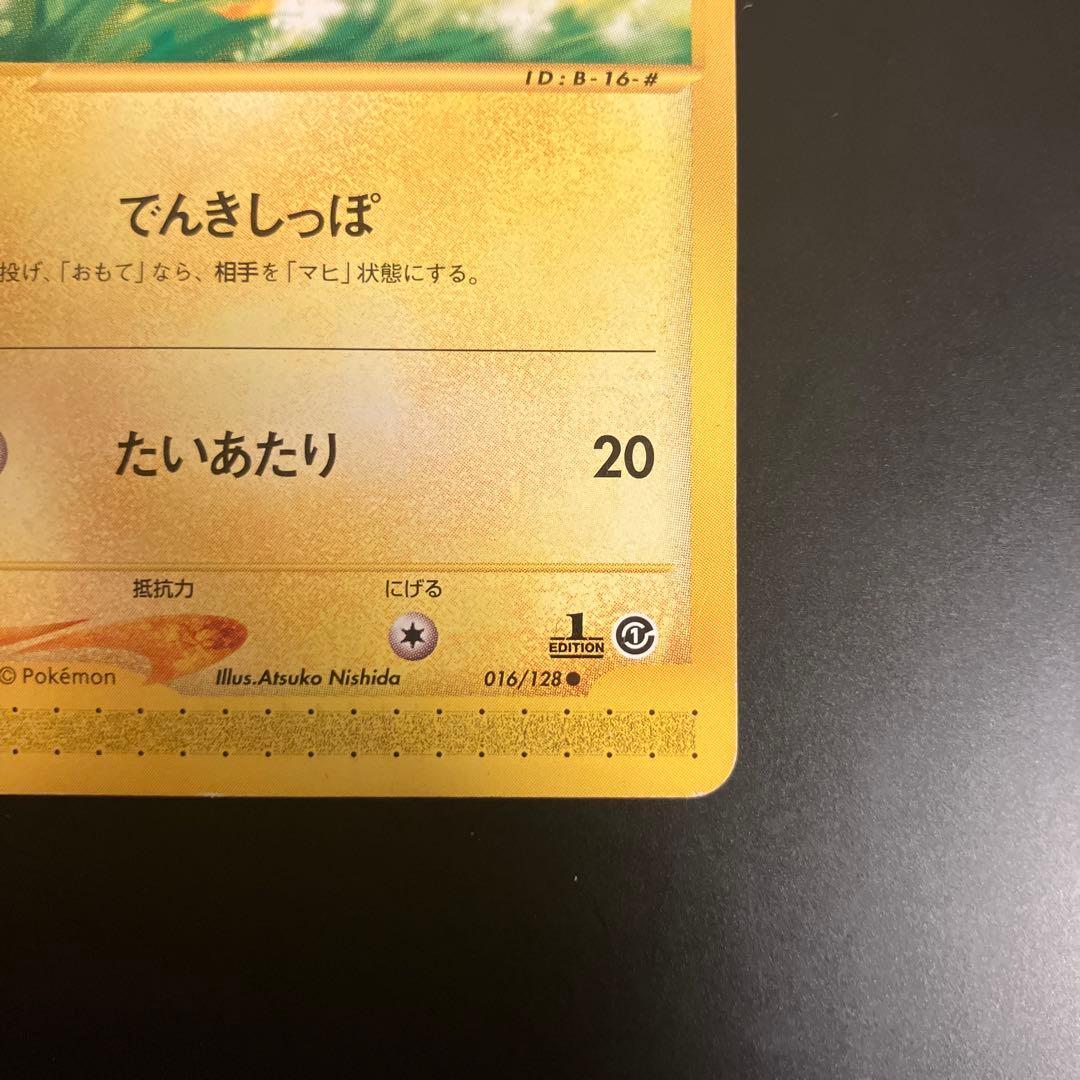 ID:B-16-#
でんきしっぽ
投げ、「おもて」なら、相手を「マヒ」状態にする。
たいあたり 20
抵抗力 にげる
1
EDITION
1
© Pokémon Illus.Atsuko Nishida 016/128●